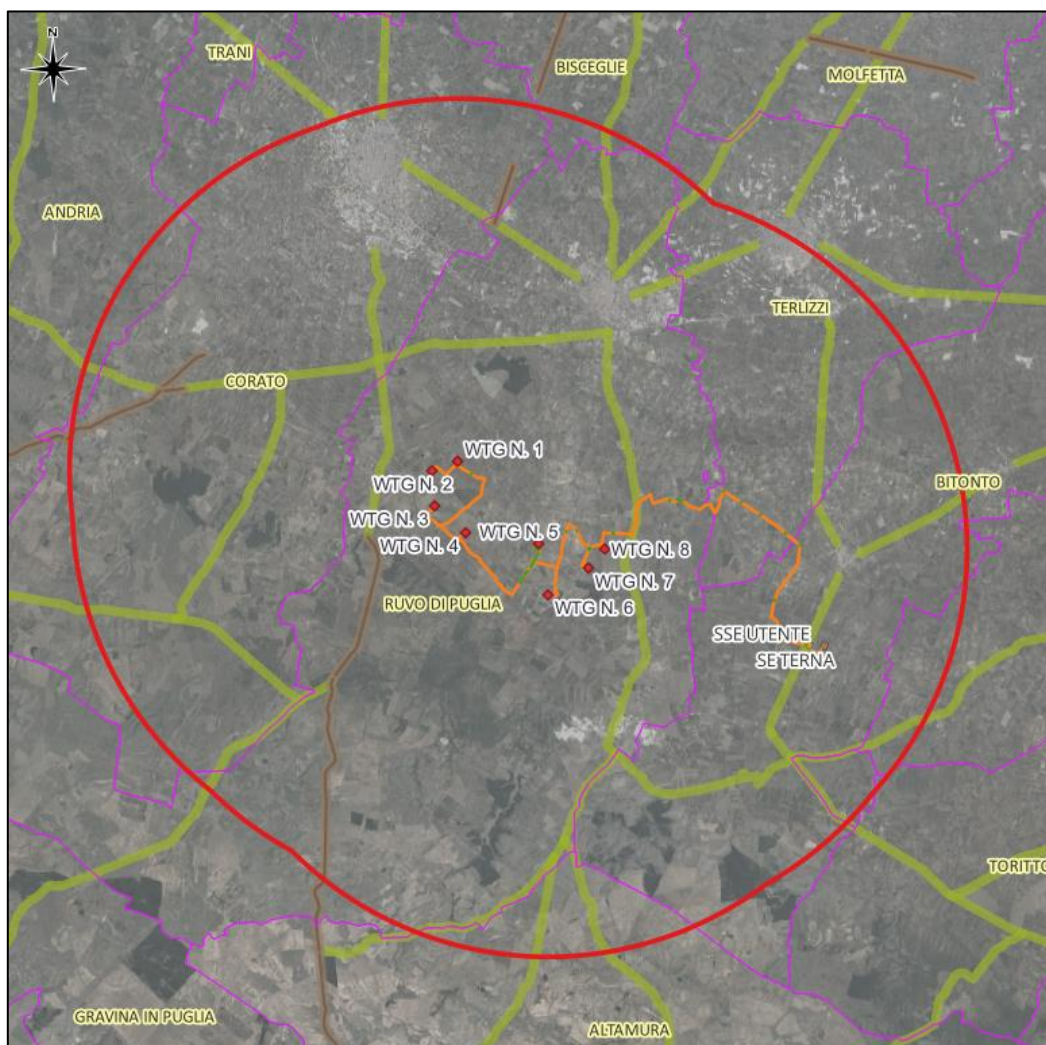 N
TRANI
BISCEGLIE
MOLFETTA
ANDRIA
TERLIZZI
CORATO
WTG N. 1
WTG N. 2
BITONTO
WTG N. 3
WTG N. 4
WTG N. 5
WTG N. 8
WTG N. 7
RUVO DI PUGLIA
WTG N. 6
SSE UTENTE
SE TERNA
TORITTO
GRAVINA IN PUGLIA
ALTAMURA